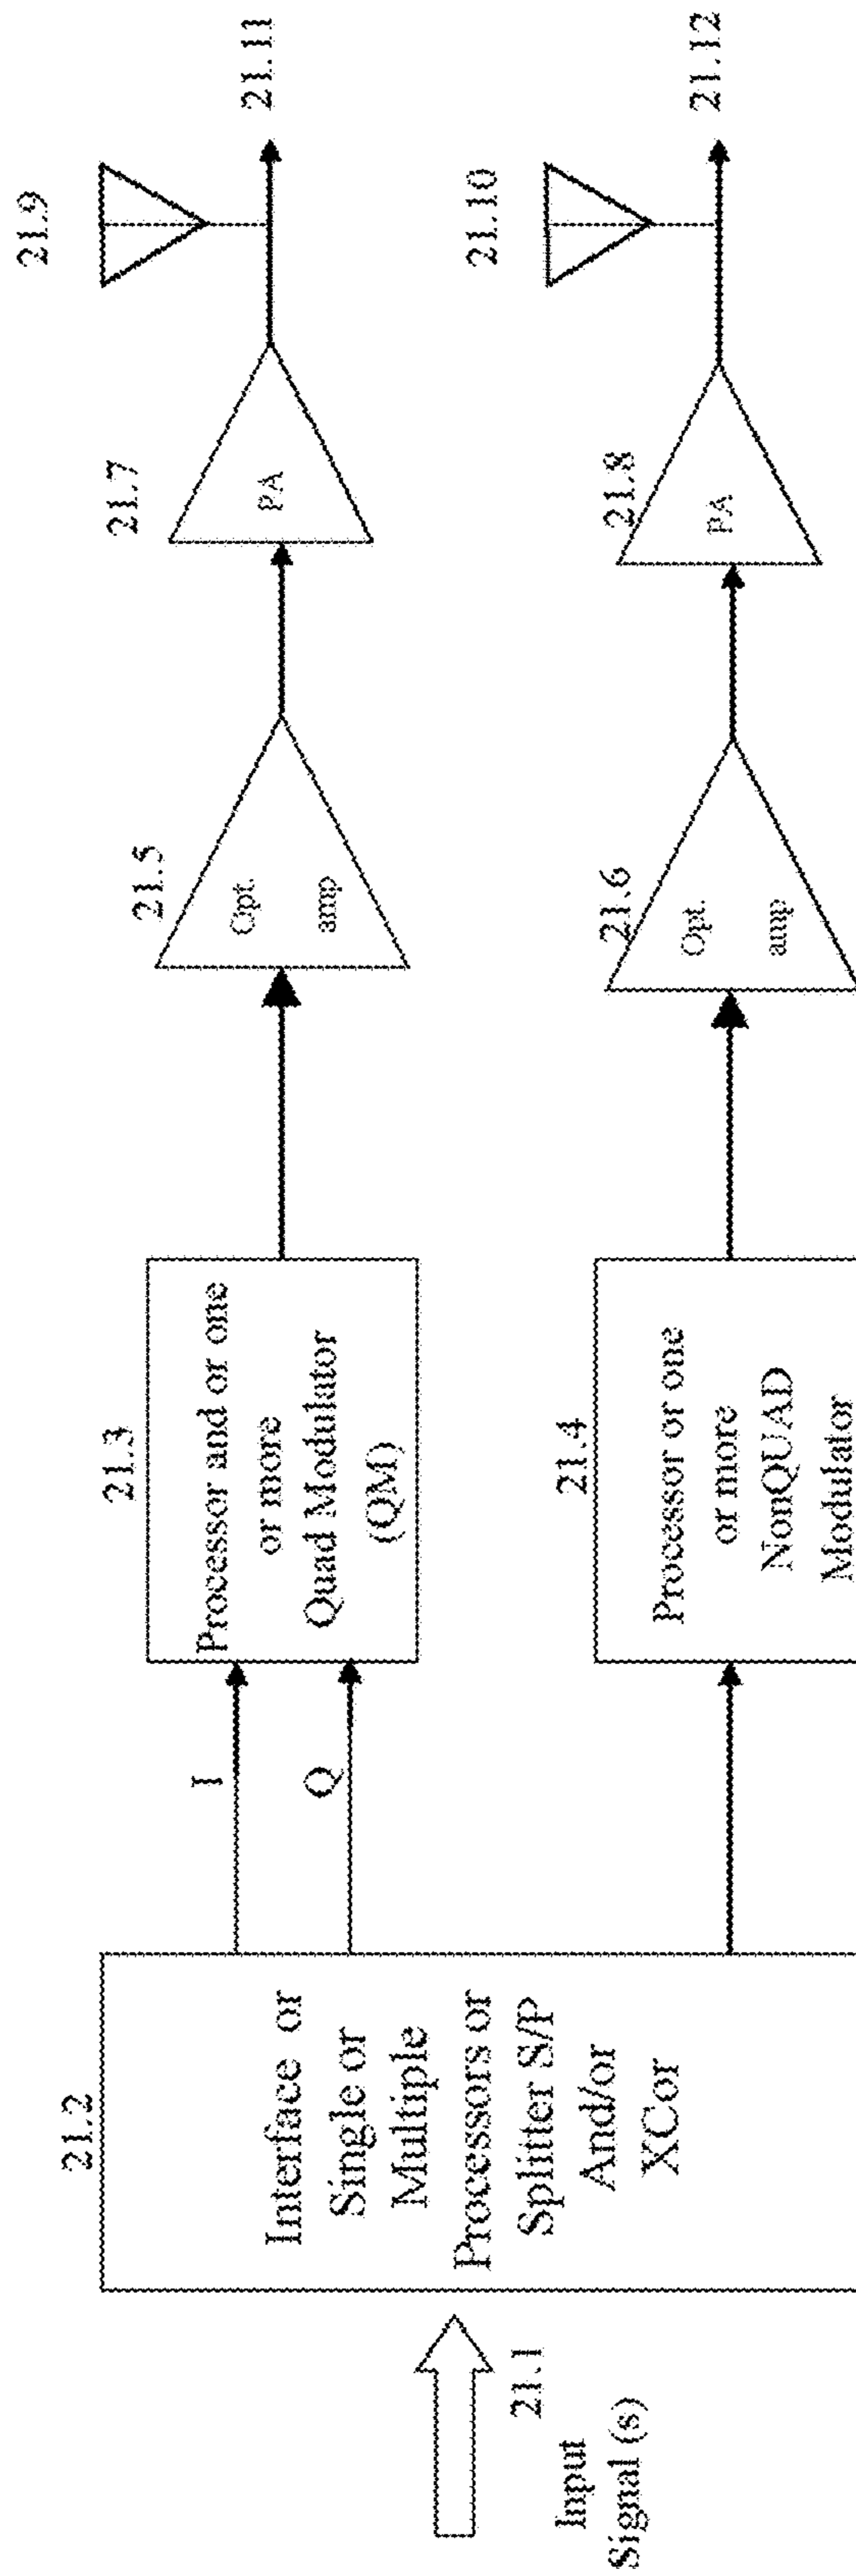 21.1
Input
Signal (s)
21.2
Interface or
Single or
Multiple
Processors or
Splitter S/P
And/or
XCor
I
Q
21.3
Processor and or one
or more
Quad Modulator
(QM)
21.4
Processor or one
or more
NonQUAD
Modulator
21.5
Opt.
amp
21.6
Opt.
amp
21.7
PA
21.8
PA
21.9
21.10
21.11
21.12